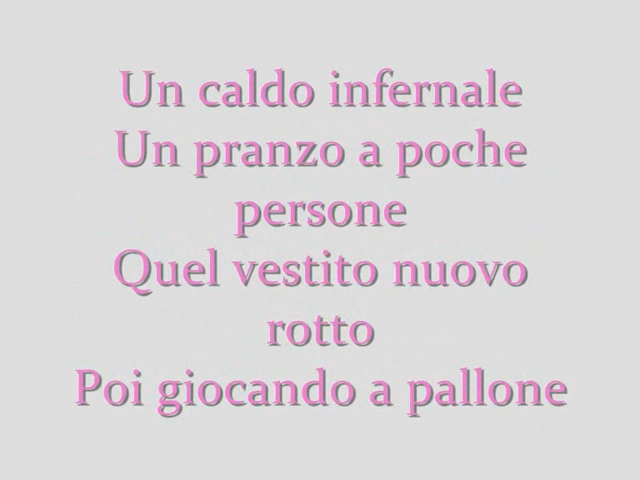 Un caldo infernale
Un pranzo a poche
persone
Quel vestito nuovo
rotto
Poi giocando a pallone